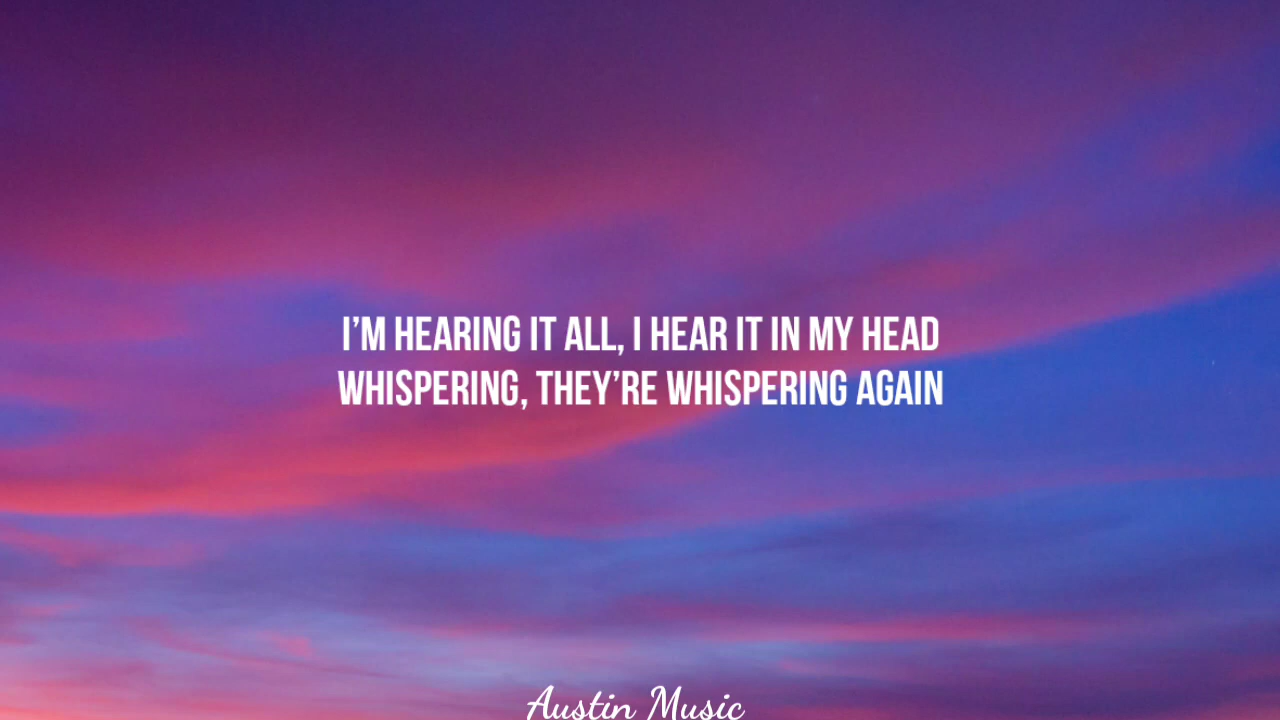 I’M HEARING IT ALL, I HEAR IT IN MY HEAD
WHISPERING, THEY’RE WHISPERING AGAIN
Austin Music